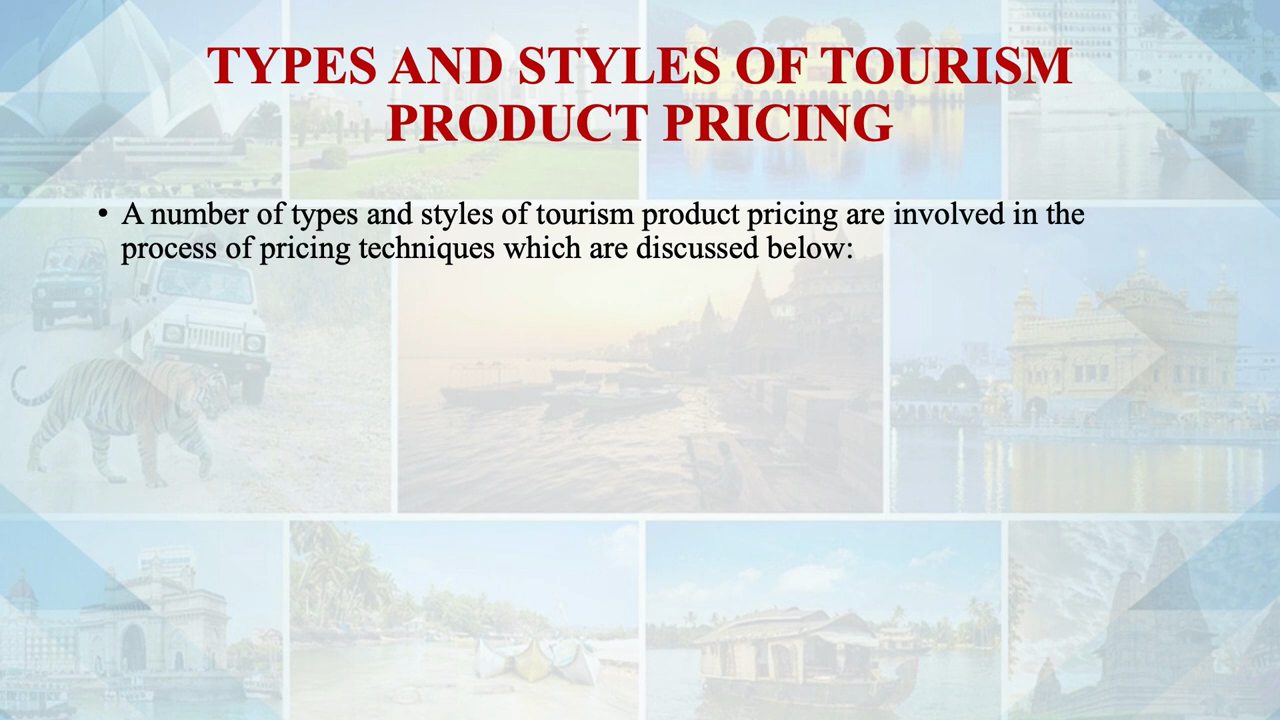 TYPES AND STYLES OF TOURISM
PRODUCT PRICING
• A number of types and styles of tourism product pricing are involved in the
process of pricing techniques which are discussed below: